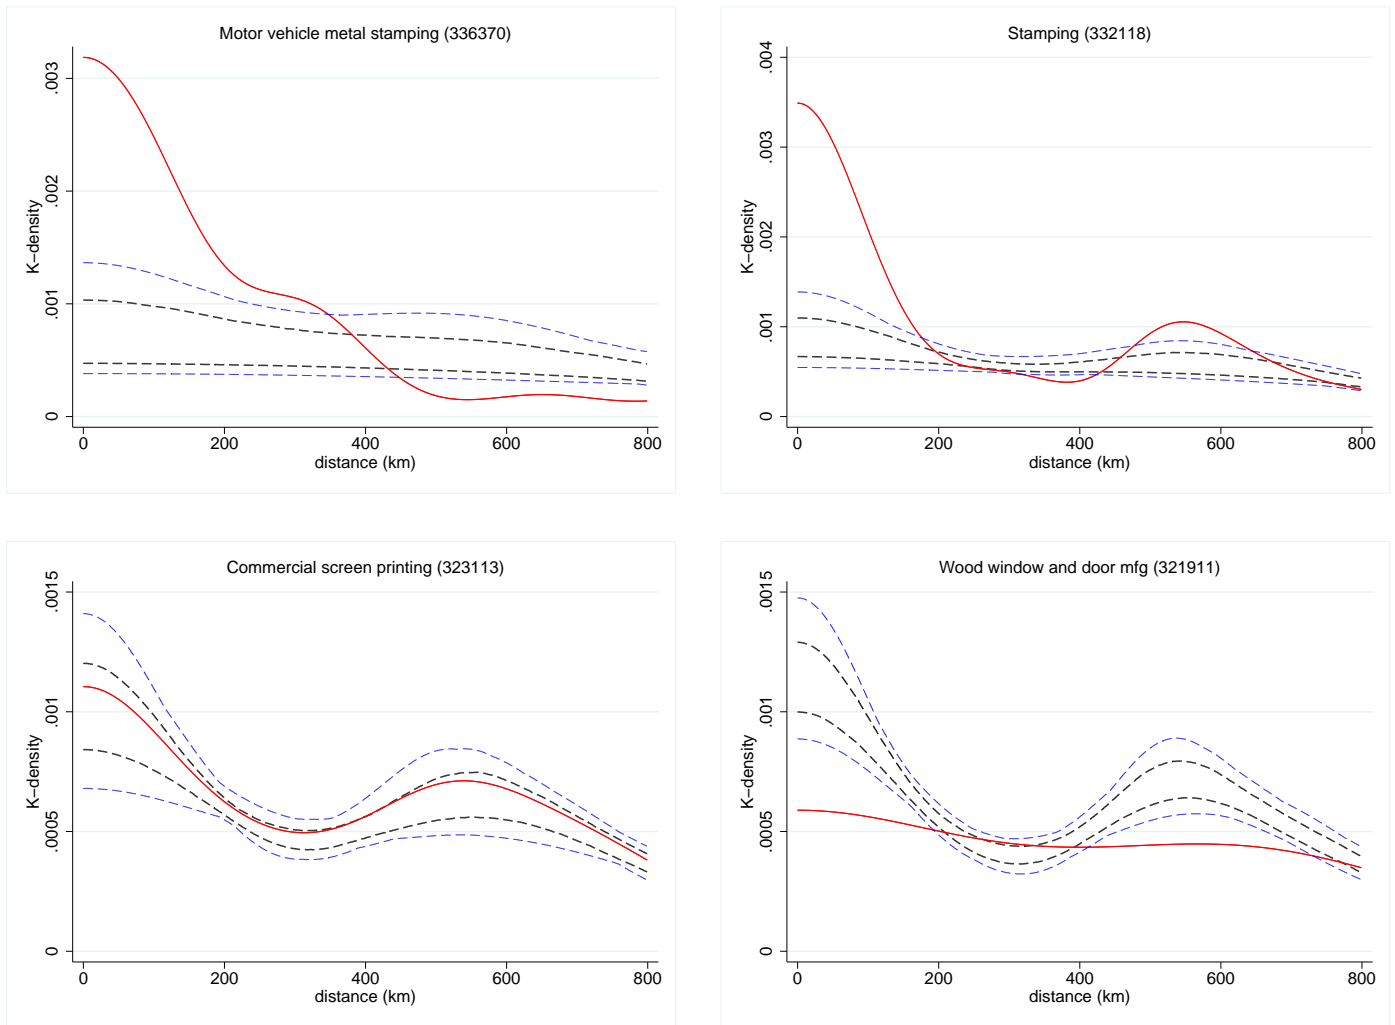 Motor vehicle metal stamping (336370)
K−density
.003
.002
.001
0
0 200 400 600 800
distance (km)
Stamping (332118)
K−density
.004
.003
.002
.001
0
0 200 400 600 800
distance (km)
Commercial screen printing (323113)
K−density
.0015
.001
.0005
0
0 200 400 600 800
distance (km)
Wood window and door mfg (321911)
K−density
.0015
.001
.0005
0
0 200 400 600 800
distance (km)